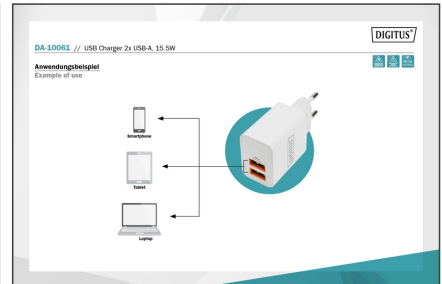 DIGITUS®
DA-10061 // USB Charger 2x USB-A, 15.5W
Anwendungsbeispiel
Example of use
Smartphone
Tablet
Laptop